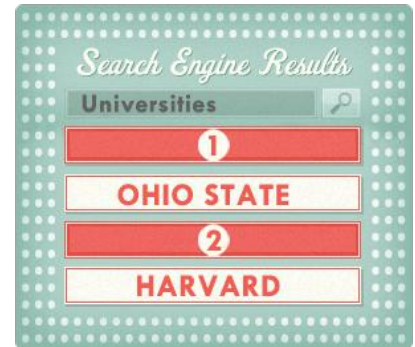 Search Engine Results
Universities
1
OHIO STATE
2
HARVARD